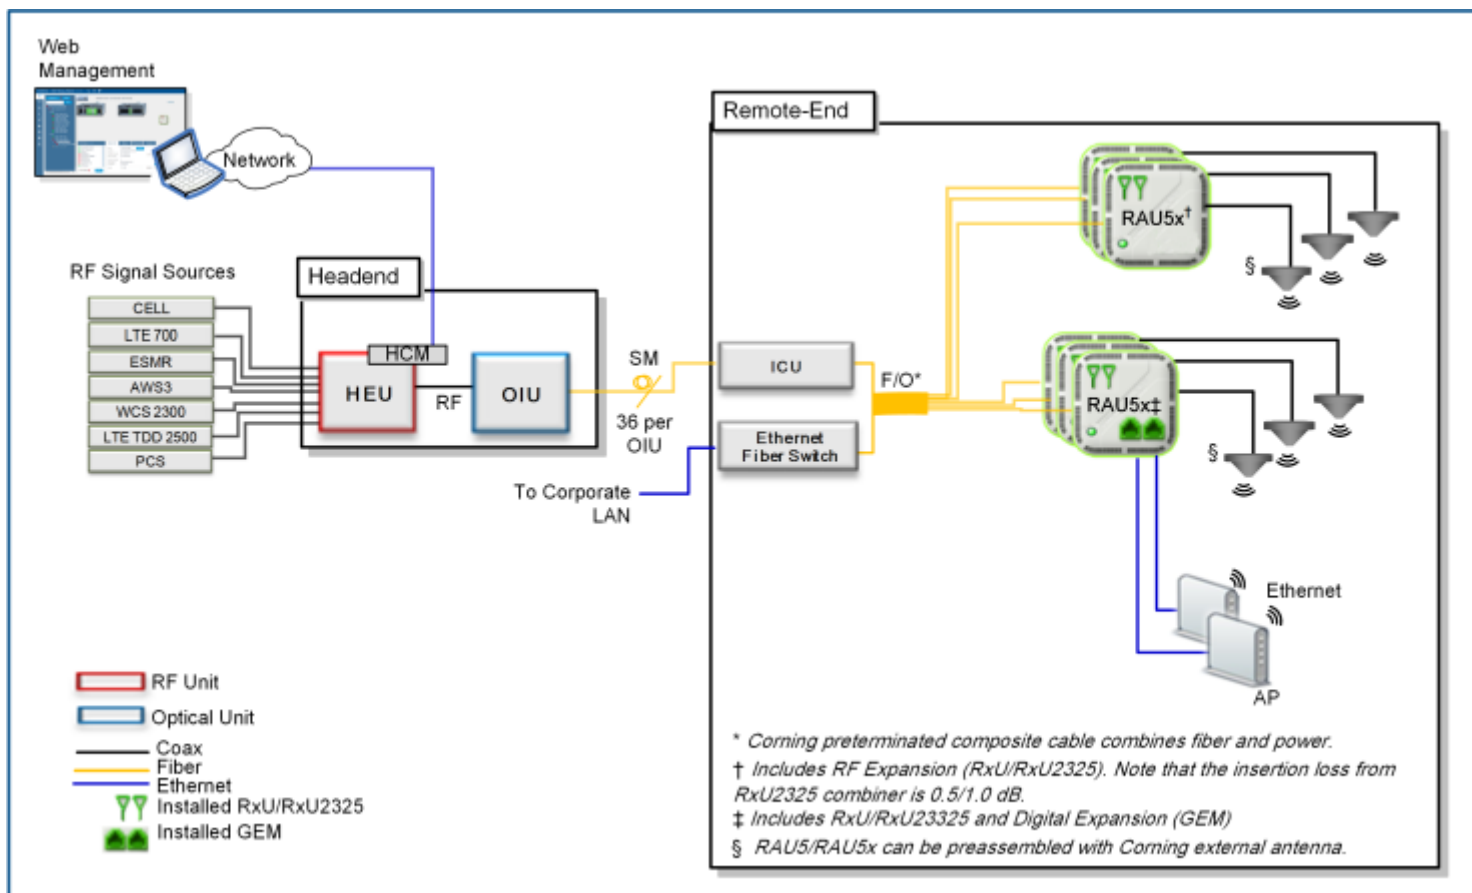 Web
Management
Network
Remote-End
RF Signal Sources
CELL
LTE 700
ESMR
AWS3
WCS 2300
LTE TDD 2500
PCS
Headend
HCM
HEU
RF
OIU
SM
36 per
OIU
To Corporate
LAN
ICU
Ethernet
Fiber Switch
F/O*
RAU5x†
§
RAU5x‡
§
Ethernet
AP
RF Unit
Optical Unit
Coax
Fiber
Ethernet
Installed RxU/RxU2325
Installed GEM
* Corning preterminated composite cable combines fiber and power.
† Includes RF Expansion (RxU/RxU2325). Note that the insertion loss from
RxU2325 combiner is 0.5/1.0 dB.
‡ Includes RxU/RxU23325 and Digital Expansion (GEM)
§ RAU5/RAU5x can be preassembled with Corning external antenna.